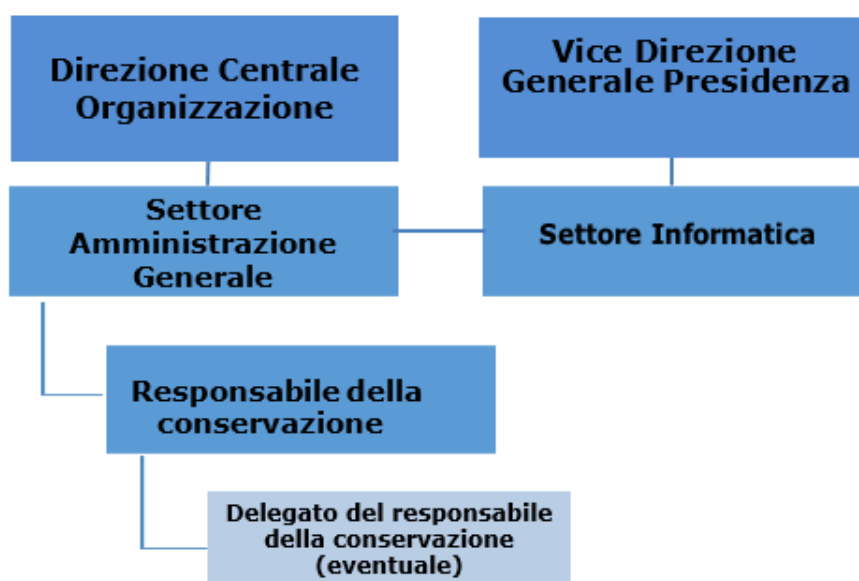 Direzione Centrale
Organizzazione
Vice Direzione
Generale Presidenza
Settore
Amministrazione
Generale
Settore Informatica
Responsabile della
conservazione
Delegato del responsabile
della conservazione
(eventuale)